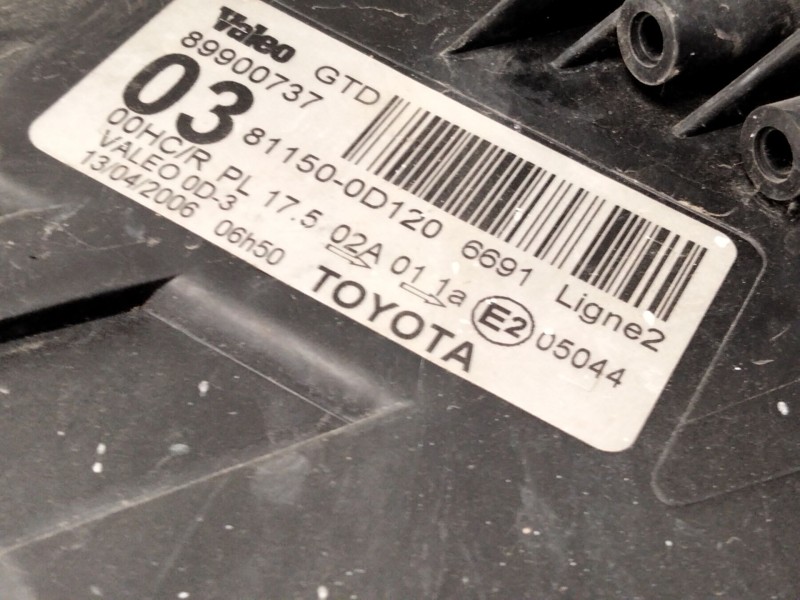 Valeo GTD
89900737
03 81150-0D120 6691 Ligne2
00HC/R PL 17.5 02A 01 1a E2 05044
VALEO 0D-3
13/04/2006 06h50 TOYOTA